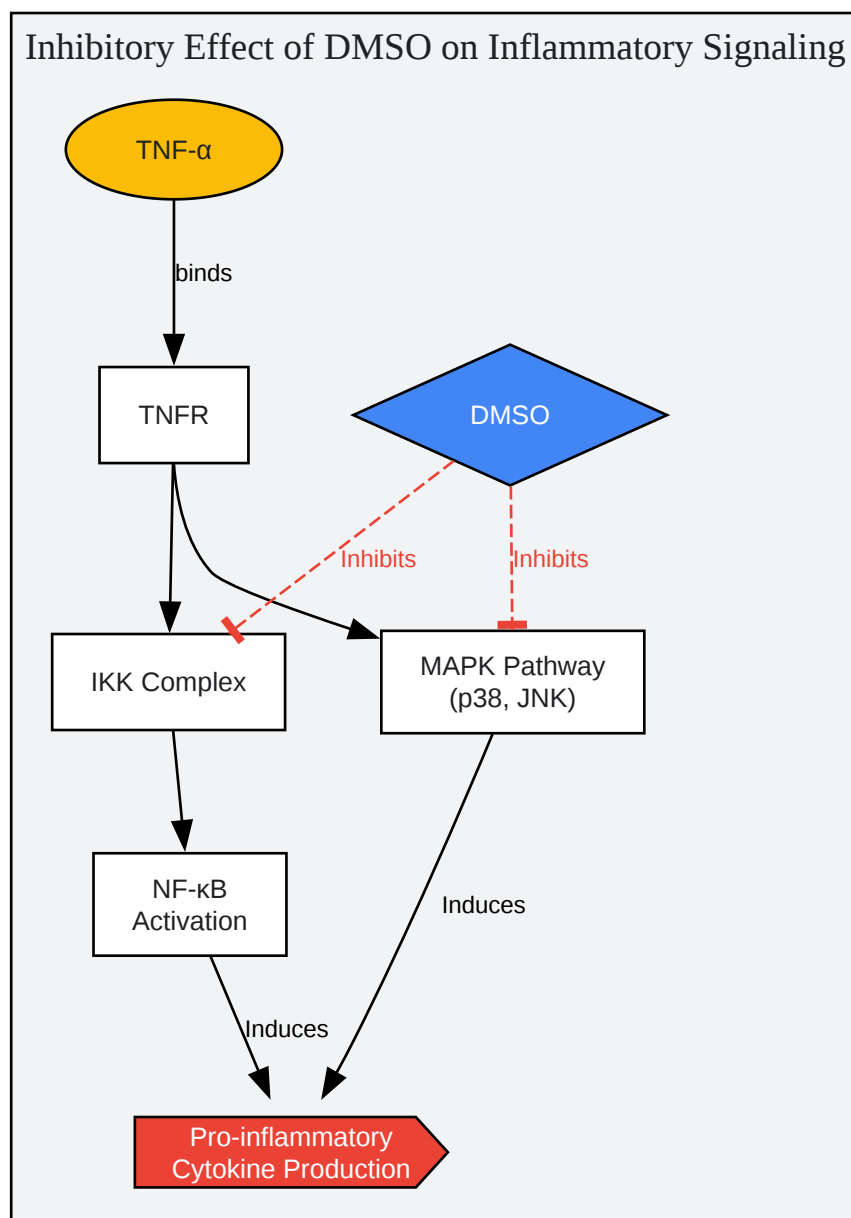 Inhibitory Effect of DMSO on Inflammatory Signaling
TNF-α
binds
TNFR
DMSO
Inhibits
Inhibits
IKK Complex
MAPK Pathway
(p38, JNK)
NF-κB
Activation
Induces
Induces
Pro-inflammatory
Cytokine Production